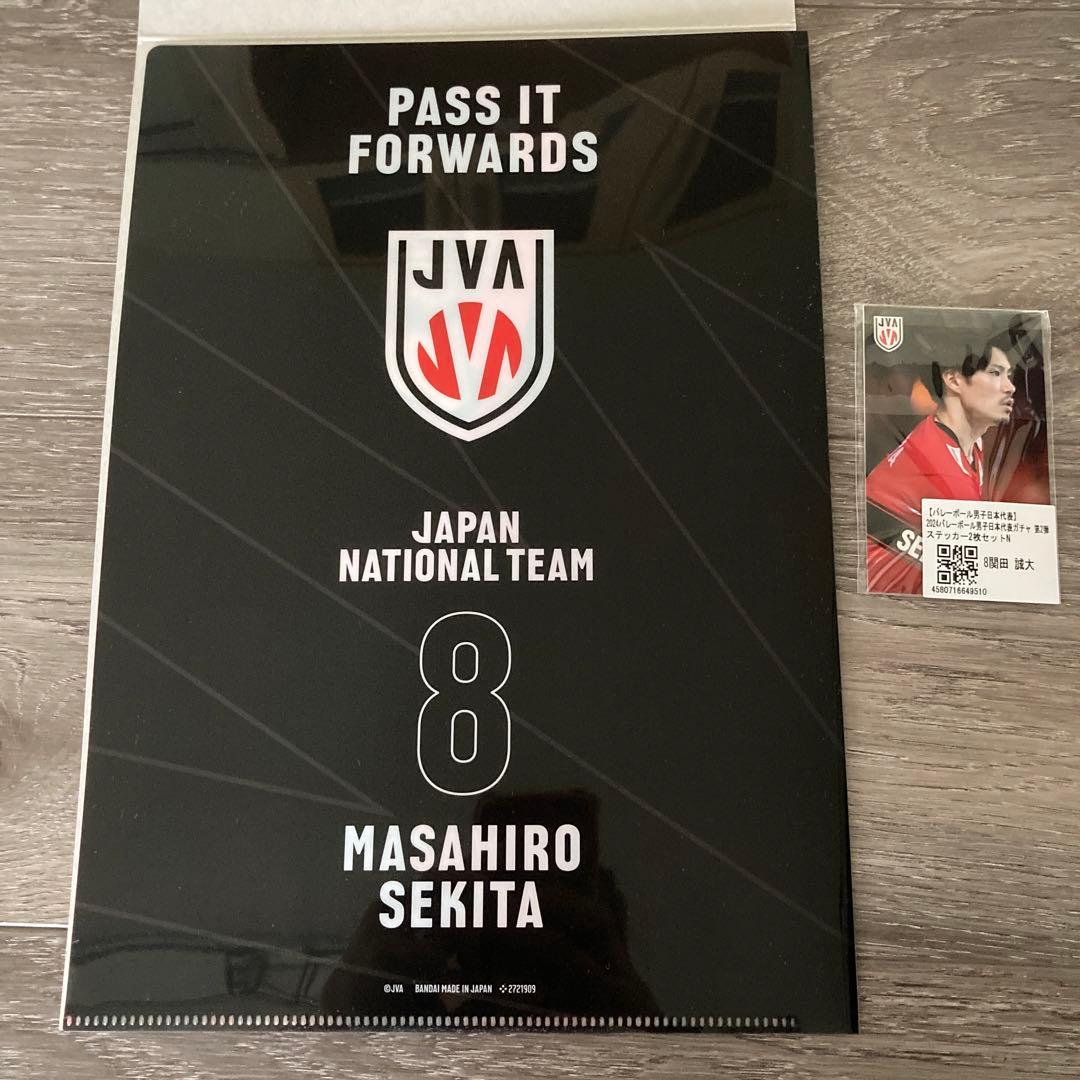 PASS IT
FORWARDS
JVA
JAPAN
NATIONAL TEAM
8
MASAHIRO
SEKITA
©JVA BANDAI MADE IN JAPAN 2721909
JVA
SE
【バレーボール男子日本代表】
2024バレーボール男子日本代表ガチャ 第2弾
ステッカー2枚セットN
8関田 誠大
4580716649510